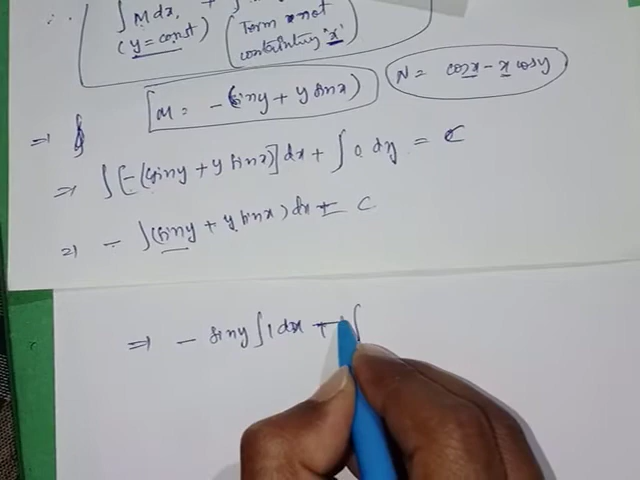 ∴ ∫ M dx, + ∫
(y = const) (Term not
containing 'x')
M = -(siny + y sinx)
N = cosx - x cosy
⇒ ∫
⇒ ∫[-(siny + y sinx)]dx + ∫ 0 dy = C
⇒ - ∫(siny + y sinx) dx = C
⇒ - siny ∫1 dx - ∫